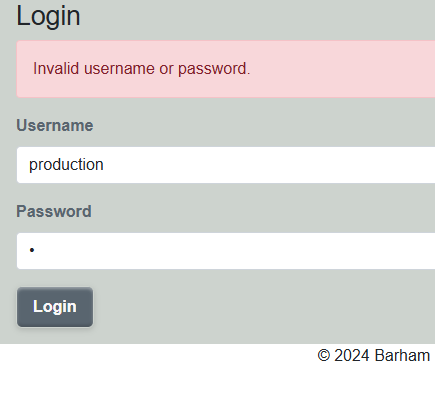 Login
Invalid username or password.
Username
production
Password
•
Login
© 2024 Barham